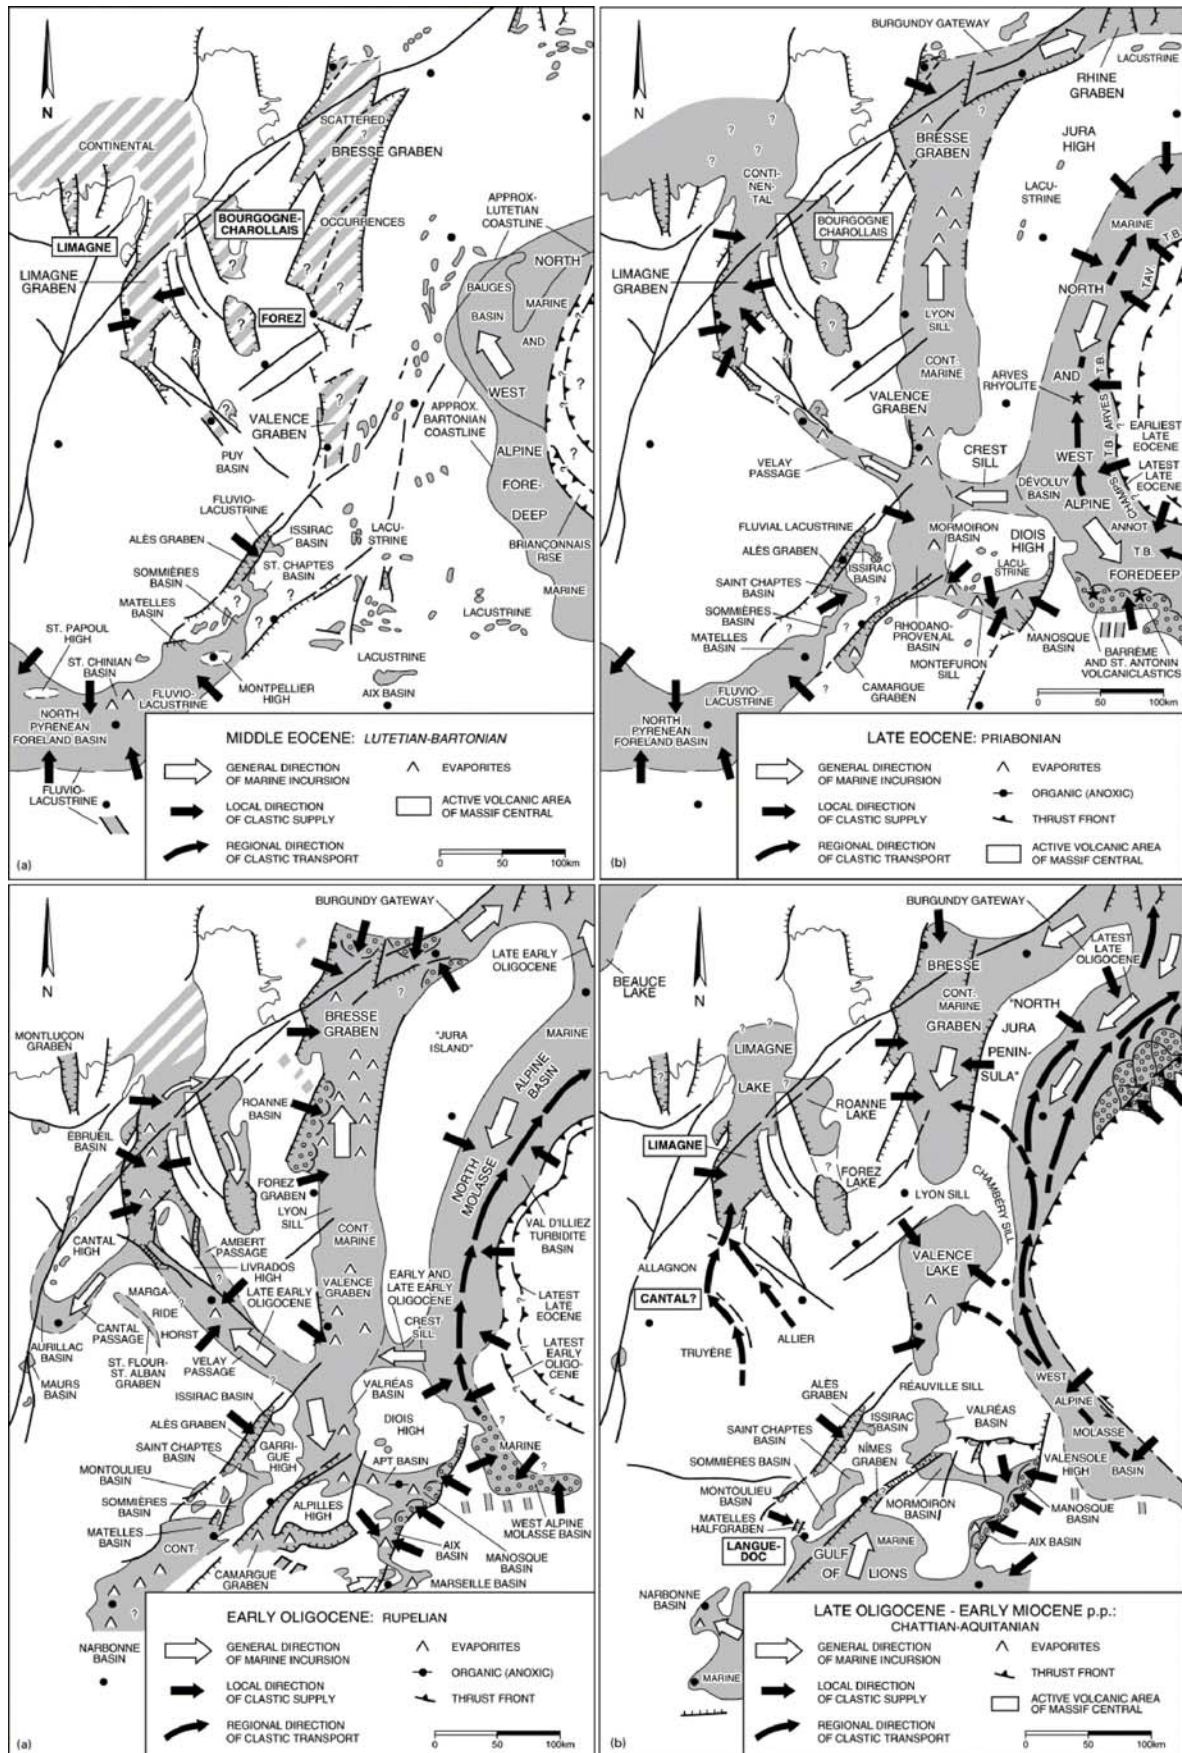 N
CONTINENTAL
SCATTERED
BRESSE GRABEN
OCCURRENCES
LIMAGNE
BOURGOGNE-
CHAROLLAIS
LIMAGNE
GRABEN
FOREZ
APPROX-
LUTETIAN
COASTLINE
NORTH
BAUGES
BASIN
MARINE
AND
WEST
APPROX.
BARTONIAN
COASTLINE
ALPINE
FORE-
DEEP
BRIANÇONNAIS
RISE
MARINE
VALENCE
GRABEN
PUY
BASIN
FLUVIO-
LACUSTRINE
ISSIRAC
BASIN
ALÈS GRABEN
ST. CHAPTES
BASIN
LACU-
STRINE
SOMMIÈRES
BASIN
MATELLES
BASIN
LACUSTRINE
ST. PAPOUL
HIGH
ST. CHINIAN
BASIN
LACUSTRINE
AIX BASIN
MONTPELLIER
HIGH
FLUVIO-
LACUSTRINE
NORTH
PYRENEAN
FORELAND BASIN
FLUVIO-
LACUSTRINE
MIDDLE EOCENE: LUTETIAN-BARTONIAN
GENERAL DIRECTION
OF MARINE INCURSION
EVAPORITES
LOCAL DIRECTION
OF CLASTIC SUPPLY
ACTIVE VOLCANIC AREA
OF MASSIF CENTRAL
REGIONAL DIRECTION
OF CLASTIC TRANSPORT
0 50 100km
(a)
BURGUNDY GATEWAY
LACUSTRINE
RHINE
GRABEN
N
BRESSE
GRABEN
JURA
HIGH
CONTI-
NEN-
TAL
LACU-
STRINE
BOURGOGNE
CHAROLLAIS
MARINE
T.B.
TAV.
LIMAGNE
GRABEN
NORTH
LYON
SILL
CONT.
MARINE
ARVES
RHYOLITE
AND
T.B.
ARVES
T.B.
VALENCE
GRABEN
EARLIEST
LATE
EOCENE
VELAY
PASSAGE
CREST
SILL
WEST
DÉVOLUY
BASIN
ALPINE
CHAMPS
LATEST
LATE
EOCENE
ANNOT
T.B.
FLUVIAL LACUSTRINE
MORMOIRON
BASIN
DIOIS
HIGH
LACU-
STRINE
ALÈS GRABEN
ISSIRAC
BASIN
SAINT CHAPTES
BASIN
FOREDEEP
SOMMIÈRES
BASIN
MATELLES
BASIN
RHODANO-
PROVENÇAL
BASIN
MANOSQUE
BASIN
BARRÊME
AND ST. ANTONIN
VOLCANICLASTICS
MONTEFURON
SILL
CAMARGUE
GRABEN
FLUVIO-
LACUSTRINE
0 50 100km
NORTH
PYRENEAN
FORELAND BASIN
LATE EOCENE: PRIABONIAN
GENERAL DIRECTION
OF MARINE INCURSION
EVAPORITES
ORGANIC (ANOXIC)
LOCAL DIRECTION
OF CLASTIC SUPPLY
THRUST FRONT
REGIONAL DIRECTION
OF CLASTIC TRANSPORT
ACTIVE VOLCANIC AREA
OF MASSIF CENTRAL
(b)
BURGUNDY GATEWAY
N
LATE EARLY
OLIGOCENE
BRESSE
GRABEN
MONTLUÇON
GRABEN
"JURA
ISLAND"
MARINE
ALPINE
BASIN
ROANNE
BASIN
ÉBRUEIL
BASIN
NORTH
MOLASSE
FOREZ
GRABEN
LYON
SILL
CANTAL
HIGH
AMBERT
PASSAGE
CONT.
MARINE
VAL D'ILLIEZ
TURBIDITE
BASIN
LIVRADOIS
HIGH
MARGA-
RIDE
HORST
LATE EARLY
OLIGOCENE
VALENCE
GRABEN
EARLY AND
LATE EARLY
OLIGOCENE
CREST
SILL
LATEST
LATE
EOCENE
CANTAL
PASSAGE
AURILLAC
BASIN
MAURS
BASIN
ST. FLOUR-
ST. ALBAN
GRABEN
VELAY
PASSAGE
LATEST
EARLY
OLIGO-
CENE
ISSIRAC BASIN
VALRÉAS
BASIN
ALÈS GRABEN
DIOIS
HIGH
SAINT CHAPTES
BASIN
GARRI-
GUE
HIGH
APT BASIN
MARINE
MONTOULIEU
BASIN
SOMMIÈRES
BASIN
ALPILLES
HIGH
WEST ALPINE
MOLASSE BASIN
MATELLES
BASIN
CONT.
AIX
BASIN
MANOSQUE
BASIN
CAMARGUE
GRABEN
MARSEILLE BASIN
NARBONNE
BASIN
EARLY OLIGOCENE: RUPELIAN
GENERAL DIRECTION
OF MARINE INCURSION
EVAPORITES
ORGANIC (ANOXIC)
LOCAL DIRECTION
OF CLASTIC SUPPLY
THRUST FRONT
REGIONAL DIRECTION
OF CLASTIC TRANSPORT
0 50 100km
(a)
BURGUNDY GATEWAY
LATEST
LATE
OLIGOCENE
BEAUCE
LAKE
N
BRESSE
CONT.
MARINE
GRABEN
"NORTH
JURA
PENIN-
SULA"
LIMAGNE
LAKE
ROANNE
LAKE
LIMAGNE
FOREZ
LAKE
LYON SILL
CHAMBÉRY SILL
VALENCE
LAKE
ALLAGNON
CANTAL?
ALLIER
TRUYÈRE
WEST
ALPINE
MOLASSE
BASIN
ALÈS
GRABEN
RÉAUVILLE SILL
ISSIRAC
BASIN
VALRÉAS
BASIN
SAINT CHAPTES
BASIN
NÎMES
GRABEN
SOMMIÈRES BASIN
VALENSOLE
HIGH
MONTOULIEU
BASIN
MORMOIRON
BASIN
MANOSQUE
BASIN
MATELLES
HALFGRABEN
AIX BASIN
LANGUE-
DOC
GULF
OF
MARINE
LIONS
NARBONNE
BASIN
MARINE
LATE OLIGOCENE - EARLY MIOCENE p.p.:
CHATTIAN-AQUITANIAN
GENERAL DIRECTION
OF MARINE INCURSION
EVAPORITES
THRUST FRONT
LOCAL DIRECTION
OF CLASTIC SUPPLY
ACTIVE VOLCANIC AREA
OF MASSIF CENTRAL
REGIONAL DIRECTION
OF CLASTIC TRANSPORT
0 50 100km
(b)